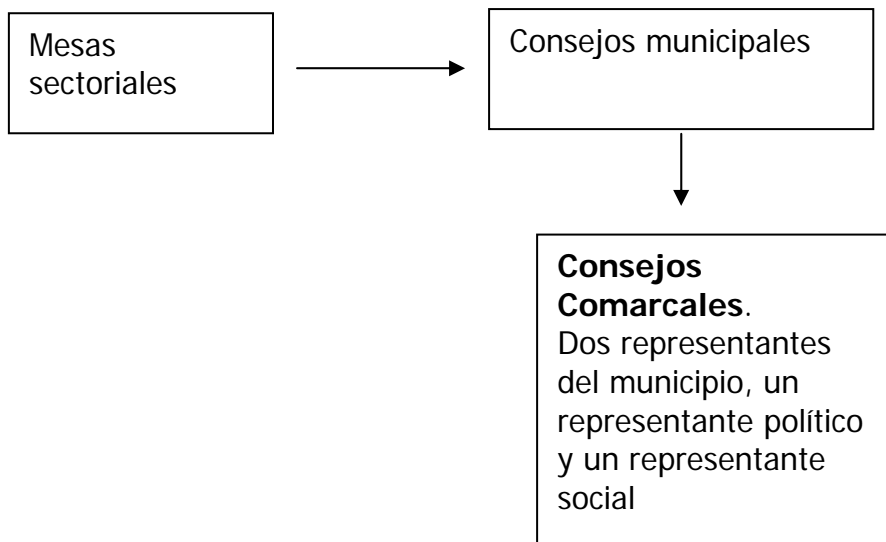 Mesas
sectoriales
Consejos municipales
Consejos
Comarcales.
Dos representantes
del municipio, un
representante político
y un representante
social